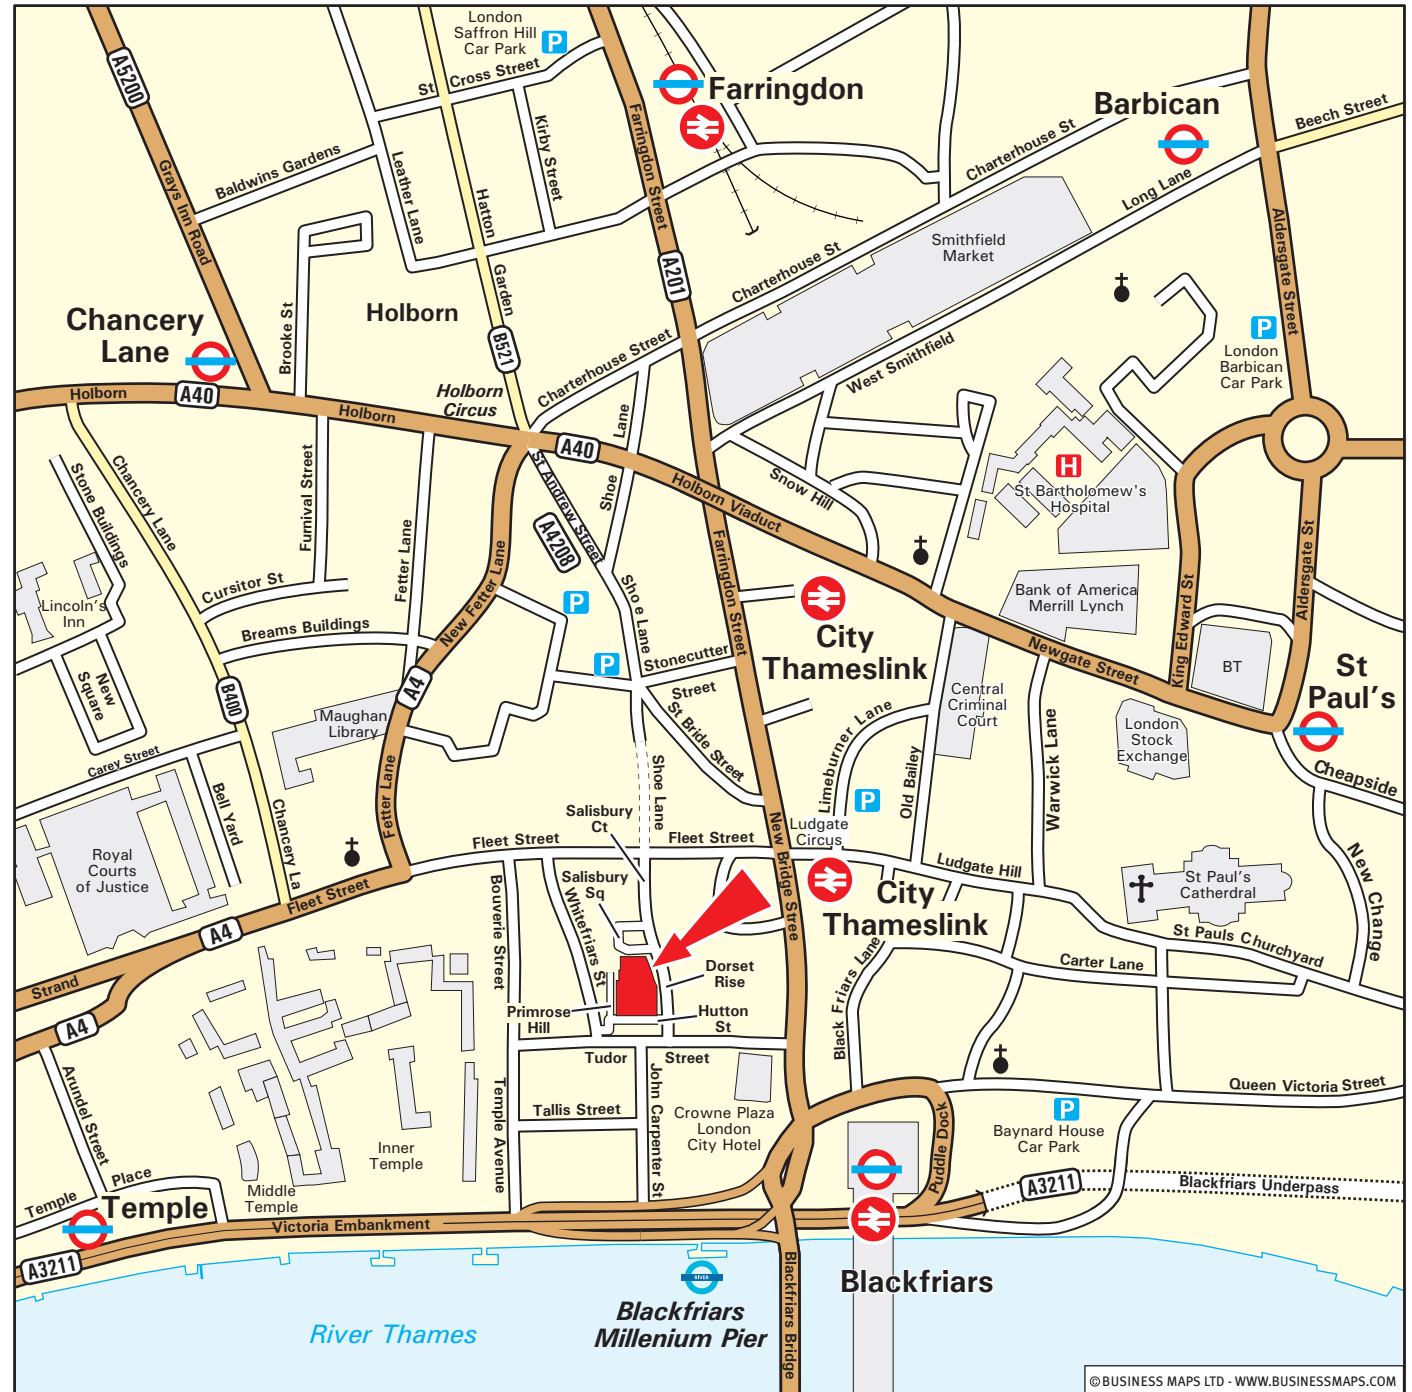 London
Saffron Hill
Car Park
P
A5200
St
Cross Street
Farringdon
Barbican
Beech Street
Kirby Street
Farringdon Street
Charterhouse St
Baldwins Gardens
Leather Lane
Grays Inn Road
Hatton
Garden
Long Lane
Aldersgate Street
Smithfield
Market
Charterhouse St
A201
Chancery
Lane
Holborn
Brooke St
B521
P
London
Barbican
Car Park
Charterhouse Street
West Smithfield
Holborn
A40
Holborn
Holborn
Circus
Lane
Shoe
A40
St Andrew Street
A4208
Holborn Viaduct
Snow Hill
H
St Bartholomew's
Hospital
Chancery Lane
Stone Buildings
Furnival Street
Fetter Lane
New Fetter Lane
Farringdon Street
Aldersgate St
King Edward St
Bank of America
Merrill Lynch
Lincoln's
Inn
Cursitor St
Breams Buildings
P
P
Shoe Lane
Stonecutter
Street
City
Thameslink
Newgate Street
BT
St
Paul's
New
Square
B400
A4
Maughan
Library
St Bride Street
Limeburner Lane
Central
Criminal
Court
London
Stock
Exchange
Carey Street
Bell Yard
Fetter Lane
Shoe Lane
P
Old Bailey
Warwick Lane
Cheapside
Chancery La
Salisbury
Ct
Fleet Street
Fleet Street
Ludgate
Circus
New Bridge Stree
Ludgate Hill
New Change
Royal
Courts
of Justice
Fleet Street
Salisbury
Sq
Bouverie Street
Whitefriars St
City
Thameslink
St Paul's
Catherdral
A4
St Pauls Churchyard
Carter Lane
Strand
A4
Dorset
Rise
Primrose
Hill
Hutton
St
Black Friars Lane
Tudor
Street
Arundel Street
Temple Avenue
Tallis Street
John Carpenter St
Crowne Plaza
London
City Hotel
Queen Victoria Street
P
Baynard House
Car Park
Puddle Dock
Inner
Temple
Middle
Temple
Temple
Place
Temple
A3211
Victoria Embankment
A3211
Blackfriars Underpass
RIVER
Blackfriars
Millenium Pier
Blackfriars
Blackfriars Bridge
River Thames
© BUSINESS MAPS LTD - WWW.BUSINESSMAPS.COM